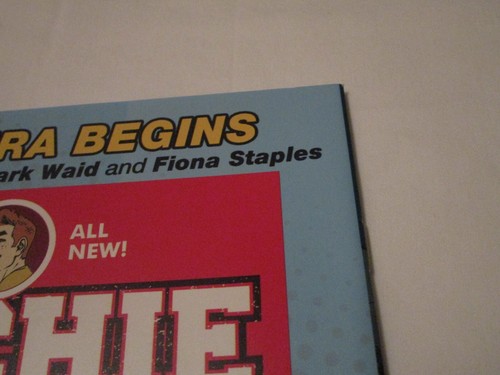 RA BEGINS
ark Waid and Fiona Staples
ALL
NEW!
CHIE